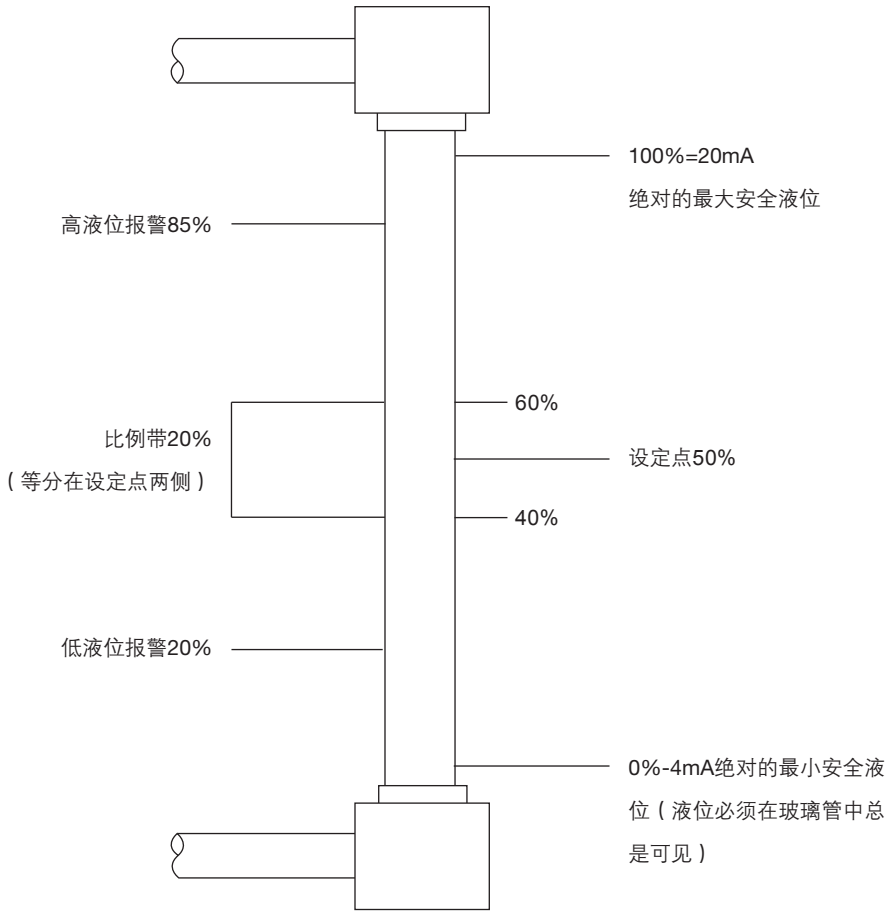 100%=20mA
绝对的最大安全液位
高液位报警85%
60%
比例带20%
（等分在设定点两侧）
设定点50%
40%
低液位报警20%
0%-4mA绝对的最小安全液
位（液位必须在玻璃管中总
是可见）